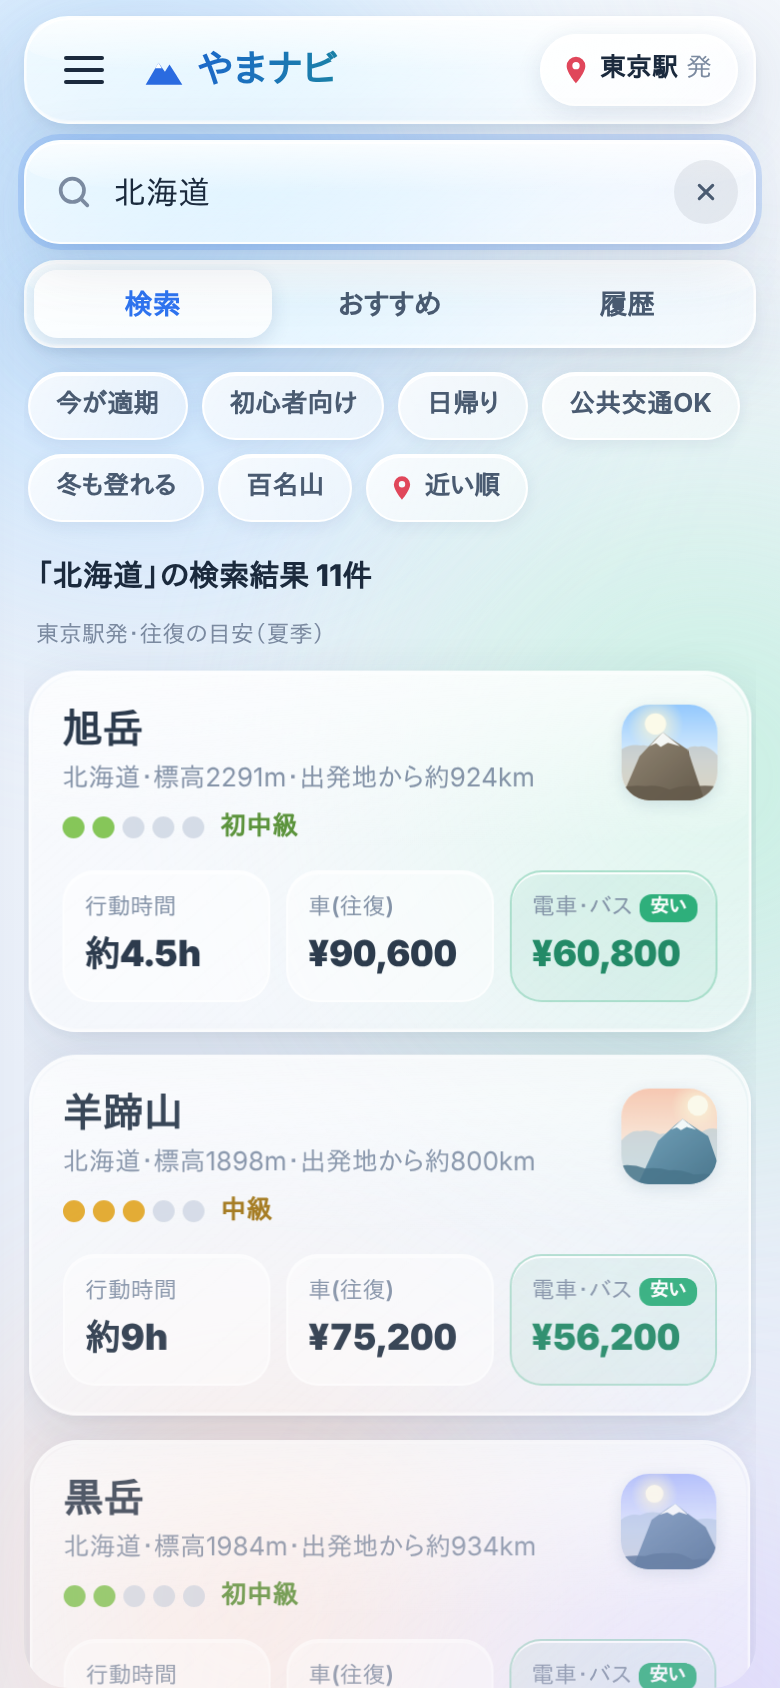 やまナビ
東京駅 発
北海道
検索 おすすめ 履歴
今が適期 初心者向け 日帰り 公共交通OK
冬も登れる 百名山 近い順
「北海道」の検索結果 11件
東京駅発・往復の目安（夏季）
旭岳
北海道・標高2291m・出発地から約924km
初中級
行動時間 車(往復) 電車・バス 安い
約4.5h ¥90,600 ¥60,800
羊蹄山
北海道・標高1898m・出発地から約800km
中級
行動時間 車(往復) 電車・バス 安い
約9h ¥75,200 ¥56,200
黒岳
北海道・標高1984m・出発地から約934km
初中級
行動時間 車(往復) 電車・バス 安い